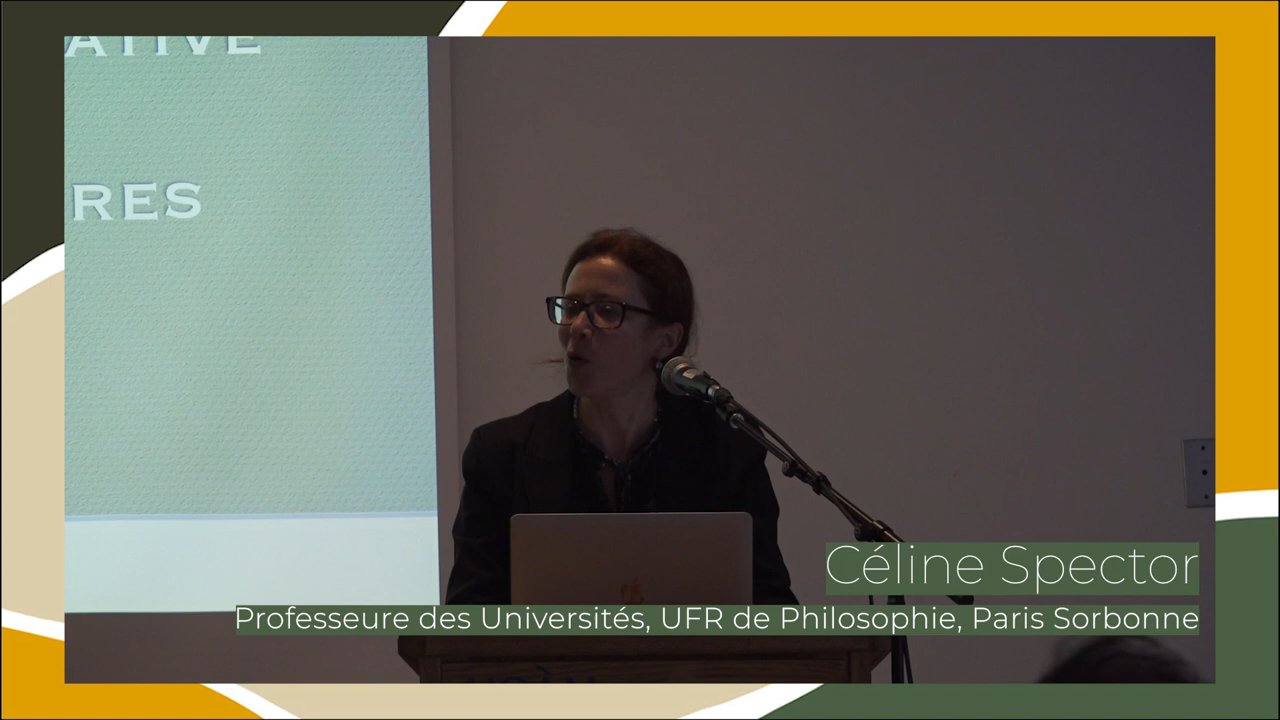 ATIVE
RES
Céline Spector
Professeure des Universités, UFR de Philosophie, Paris Sorbonne